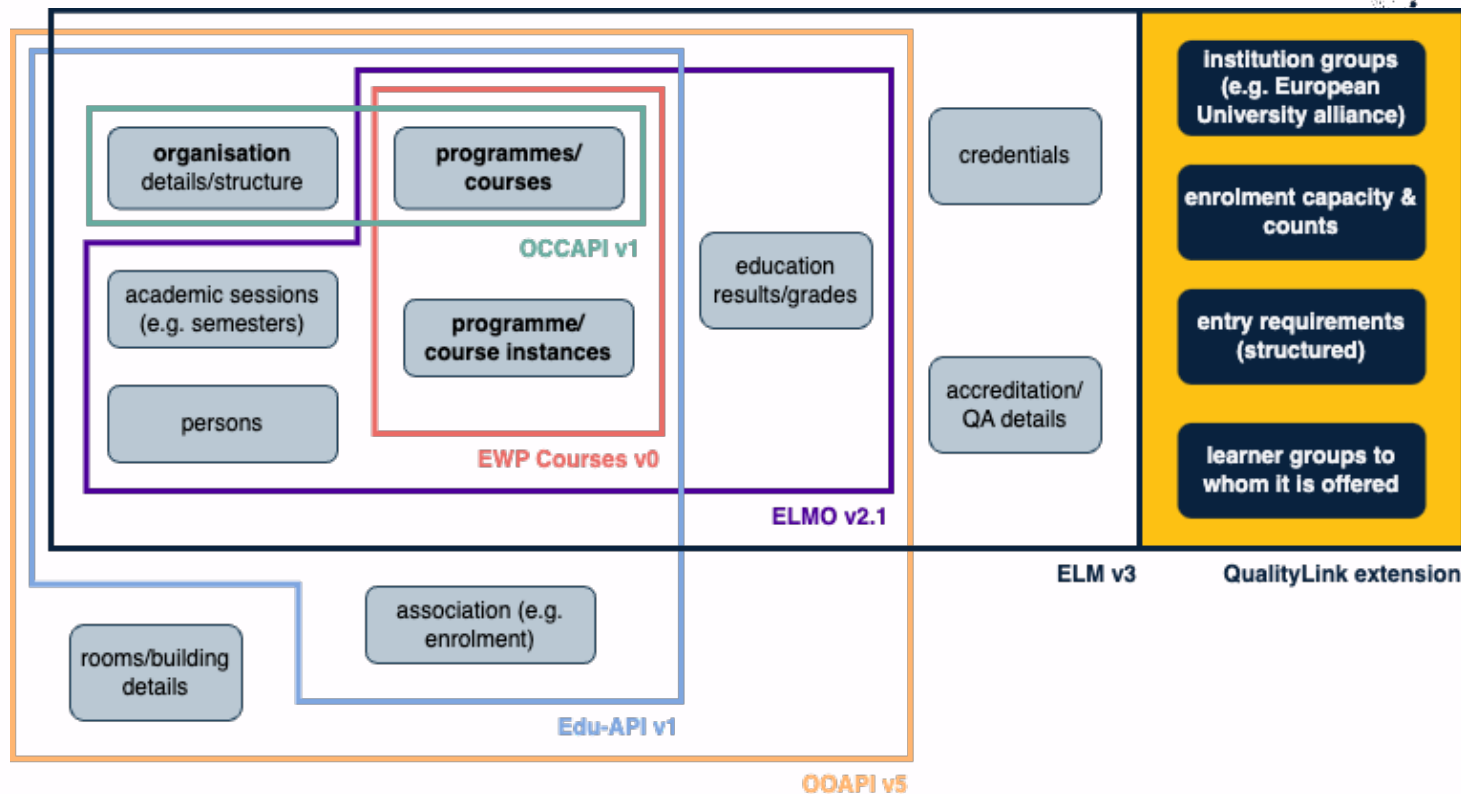 institution groups
(e.g. European
University alliance)
organisation
details/structure
programmes/
courses
credentials
enrolment capacity &
counts
OCCAPI v1
education
results/grades
academic sessions
(e.g. semesters)
programme/
course instances
entry requirements
(structured)
accreditation/
QA details
persons
EWP Courses v0
learner groups to
whom it is offered
ELMO v2.1
ELM v3
QualityLink extension
association (e.g.
enrolment)
rooms/building
details
Edu-API v1
OOAPI v5